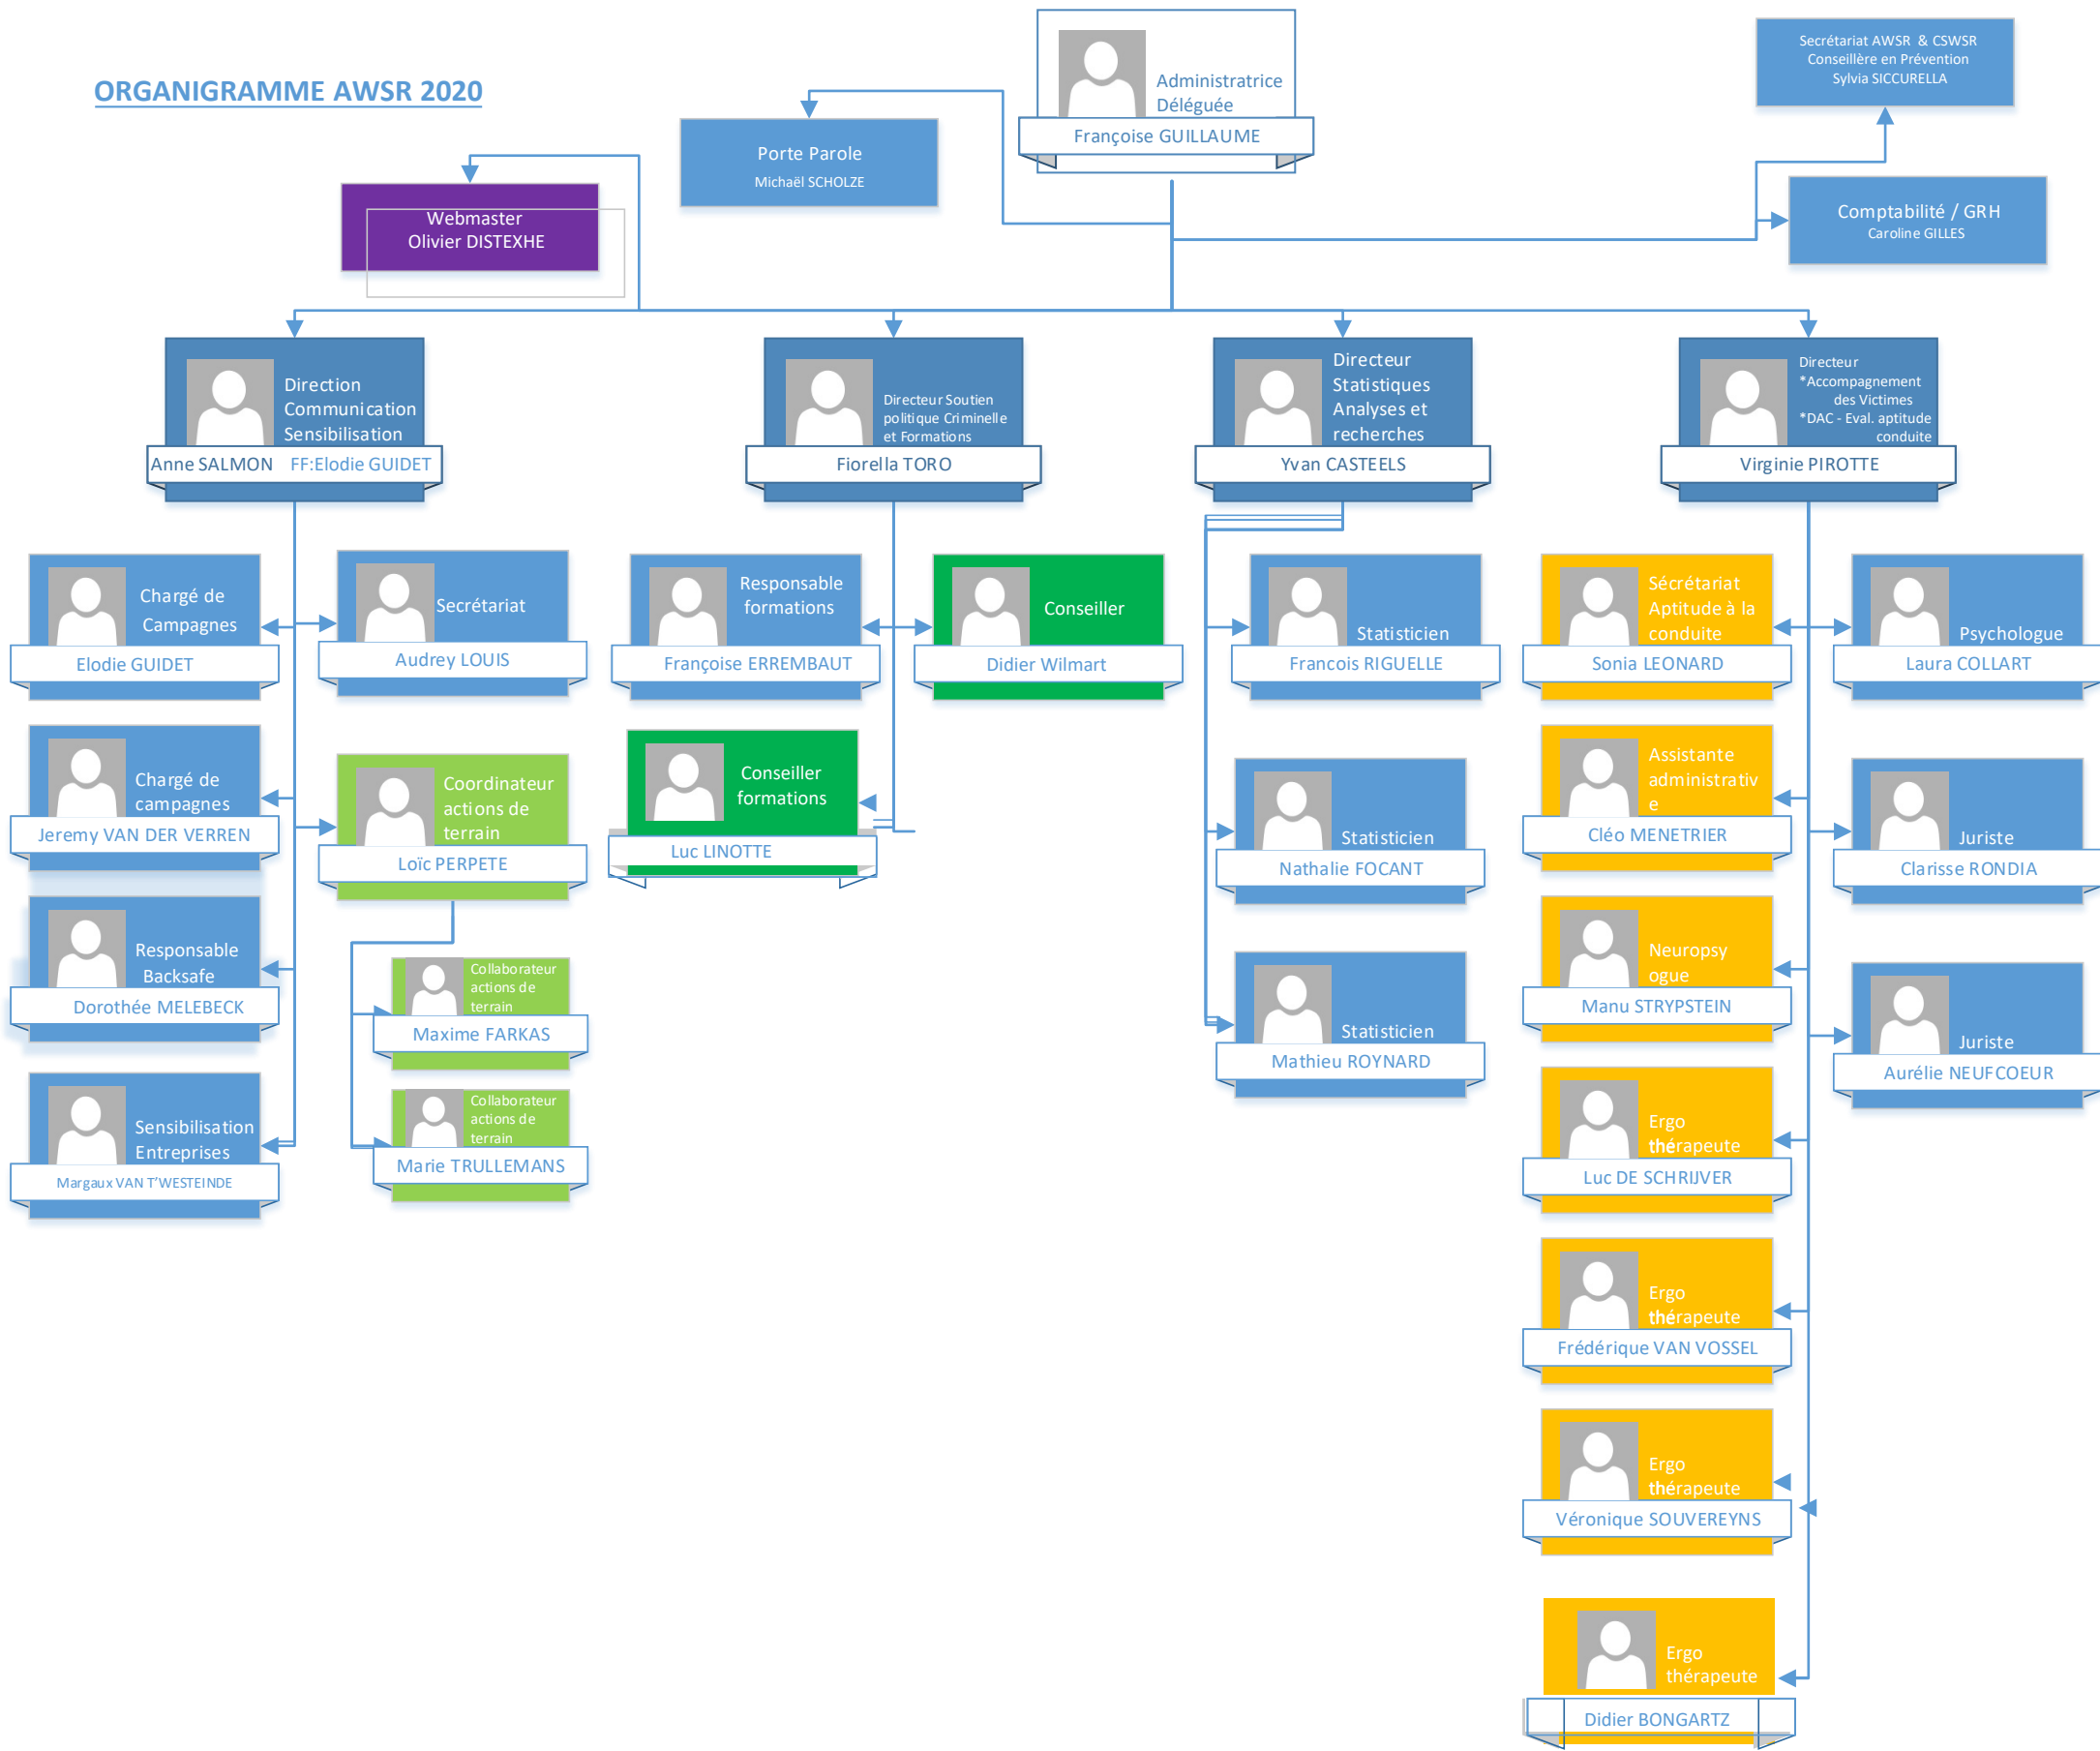 ORGANIGRAMME AWSR 2020
Administratrice
Déléguée
Françoise GUILLAUME
Secrétariat AWSR & CSWSR
Conseillère en Prévention
Sylvia SICCURELLA
Porte Parole
Michaël SCHOLZE
Webmaster
Olivier DISTEXHE
Comptabilité / GRH
Caroline GILLES
Direction
Communication
Sensibilisation
Anne SALMON FF:Elodie GUIDET
Directeur Soutien
politique Criminelle
et Formations
Fiorella TORO
Directeur
Statistiques
Analyses et
recherches
Yvan CASTEELS
Directeur
*Accompagnement
des Victimes
*DAC - Eval. aptitude
conduite
Virginie PIROTTE
Chargé de
Campagnes
Elodie GUIDET
Secrétariat
Audrey LOUIS
Chargé de
campagnes
Jeremy VAN DER VERREN
Coordinateur
actions de
terrain
Loïc PERPETE
Responsable
Backsafe
Dorothée MELEBECK
Collaborateur
actions de
terrain
Maxime FARKAS
Sensibilisation
Entreprises
Margaux VAN T'WESTEINDE
Collaborateur
actions de
terrain
Marie TRULLEMANS
Responsable
formations
Françoise ERREMBAUT
Conseiller
Didier Wilmart
Conseiller
formations
Luc LINOTTE
Statisticien
Francois RIGUELLE
Statisticien
Nathalie FOCANT
Statisticien
Mathieu ROYNARD
Sécrétariat
Aptitude à la
conduite
Sonia LEONARD
Psychologue
Laura COLLART
Assistante
administrativ
e
Cléo MENETRIER
Juriste
Clarisse RONDIA
Neuropsy
ogue
Manu STRYPSTEIN
Juriste
Aurélie NEUFCOEUR
Ergo
thérapeute
Luc DE SCHRIJVER
Ergo
thérapeute
Frédérique VAN VOSSEL
Ergo
thérapeute
Véronique SOUVEREYNS
Ergo
thérapeute
Didier BONGARTZ